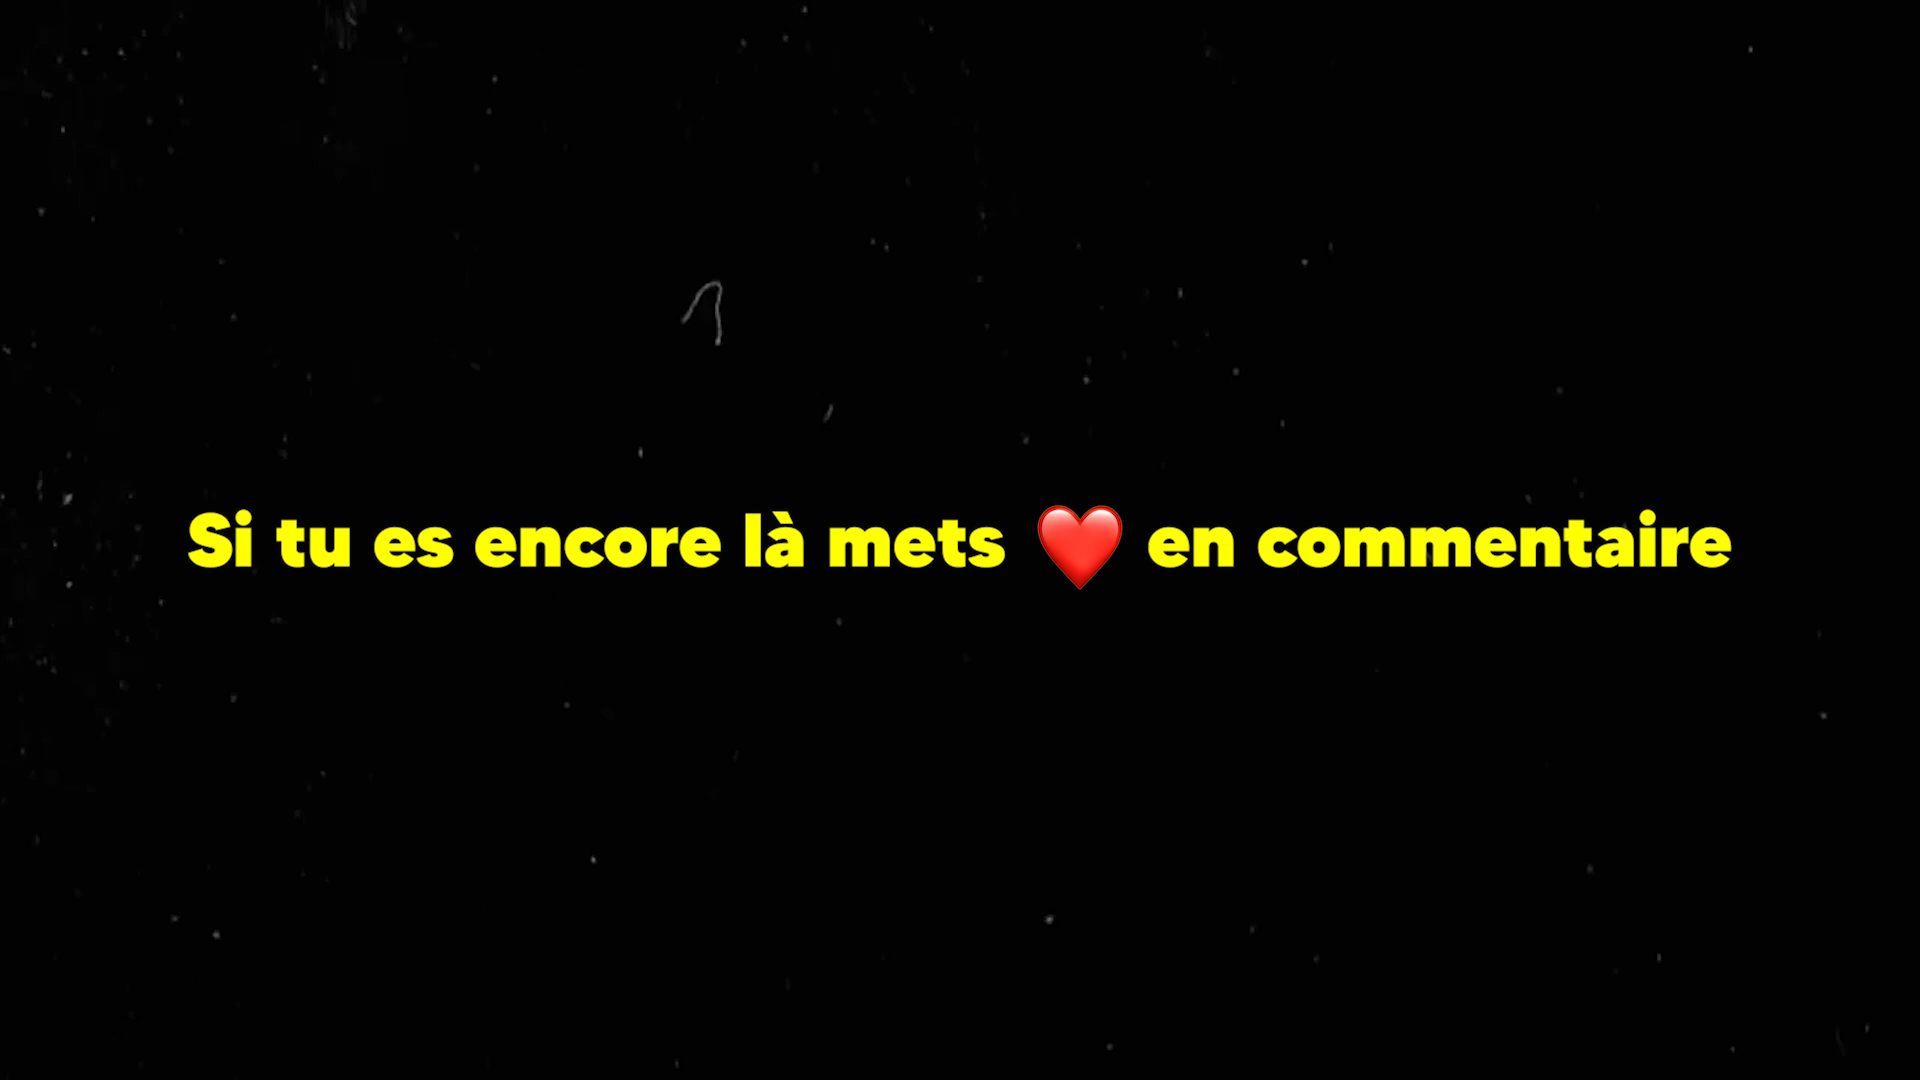 Si tu es encore là mets ❤️ en commentaire